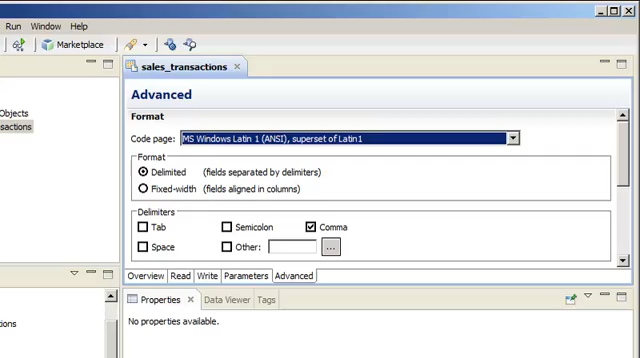 Run Window Help
Marketplace
Objects
sactions
sales_transactions
Advanced
Format
Code page: MS Windows Latin 1 (ANSI), superset of Latin1
Format
Delimited (fields separated by delimiters)
Fixed-width (fields aligned in columns)
Delimiters
Tab Semicolon Comma
Space Other: ...
Overview Read Write Parameters Advanced
Properties Data Viewer Tags
No properties available.
ions